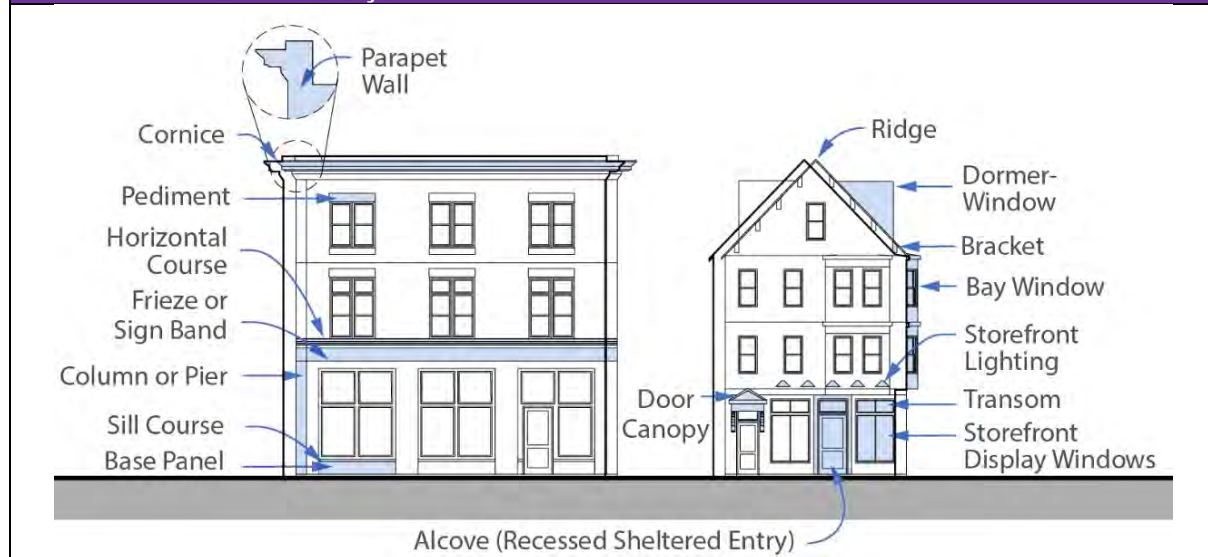 Parapet
Wall
Cornice
Pediment
Horizontal
Course
Frieze or
Sign Band
Column or Pier
Sill Course
Base Panel
Ridge
Dormer-
Window
Bracket
Bay Window
Storefront
Lighting
Door
Canopy
Transom
Storefront
Display Windows
Alcove (Recessed Sheltered Entry)